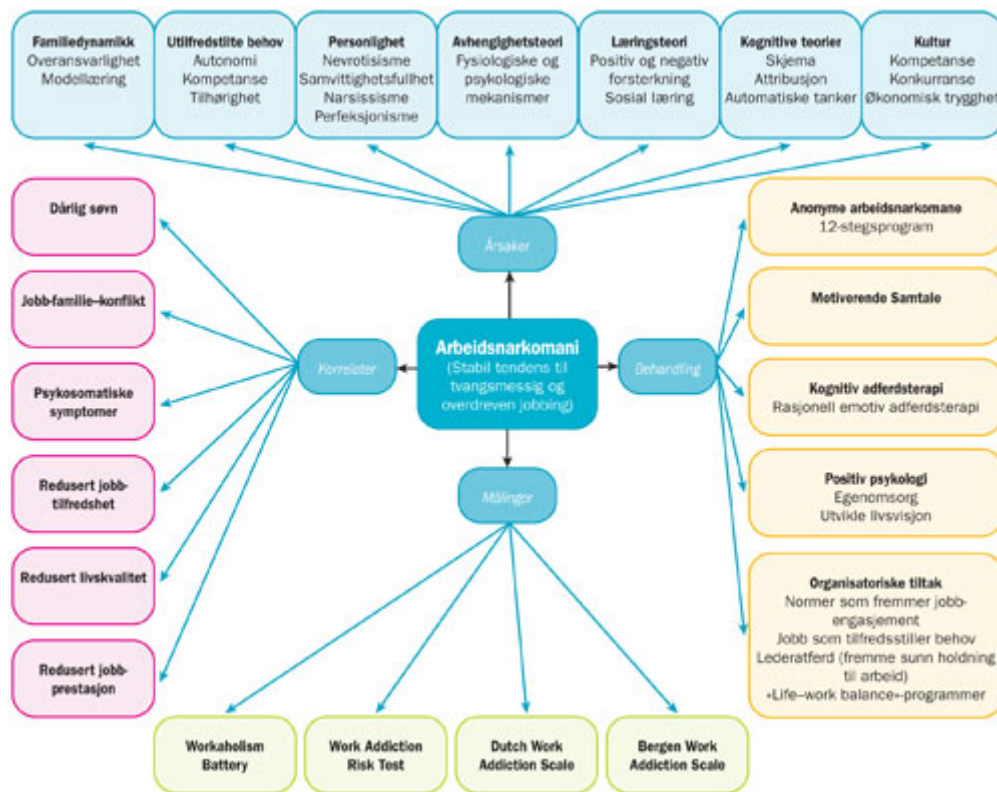 Familiedynamikk
Overansvarlighet
Modellæring
Utilfredstilte behov
Autonomi
Kompetanse
Tilhørighet
Personlighet
Nevrotisisme
Samvittighetsfullhet
Narsissisme
Perfeksjonisme
Avhengighetsteori
Fysiologiske og
psykologiske
mekanismer
Læringsteori
Positiv og negativ
forsterkning
Sosial læring
Kognitive teorier
Skjema
Attribusjon
Automatiske tanker
Kultur
Kompetanse
Konkurranse
Økonomisk trygghet
Årsaker
Dårlig søvn
Jobb-familie–konflikt
Psykosomatiske
symptomer
Redusert jobb-
tilfredshet
Redusert livskvalitet
Redusert jobb-
prestasjon
Korrelater
Arbeidsnarkomani
(Stabil tendens til
tvangsmessig og
overdreven jobbing)
Behandling
Anonyme arbeidsnarkomane
12-stegsprogram
Motiverende Samtale
Kognitiv adferdsterapi
Rasjonell emotiv adferdsterapi
Positiv psykologi
Egenomsorg
Utvikle livsvisjon
Organisatoriske tiltak
Normer som fremmer jobb-
engasjement
Jobb som tilfredsstiller behov
Lederatferd (fremme sunn holdning
til arbeid)
«Life–work balance»-programmer
Målinger
Workaholism
Battery
Work Addiction
Risk Test
Dutch Work
Addiction Scale
Bergen Work
Addiction Scale